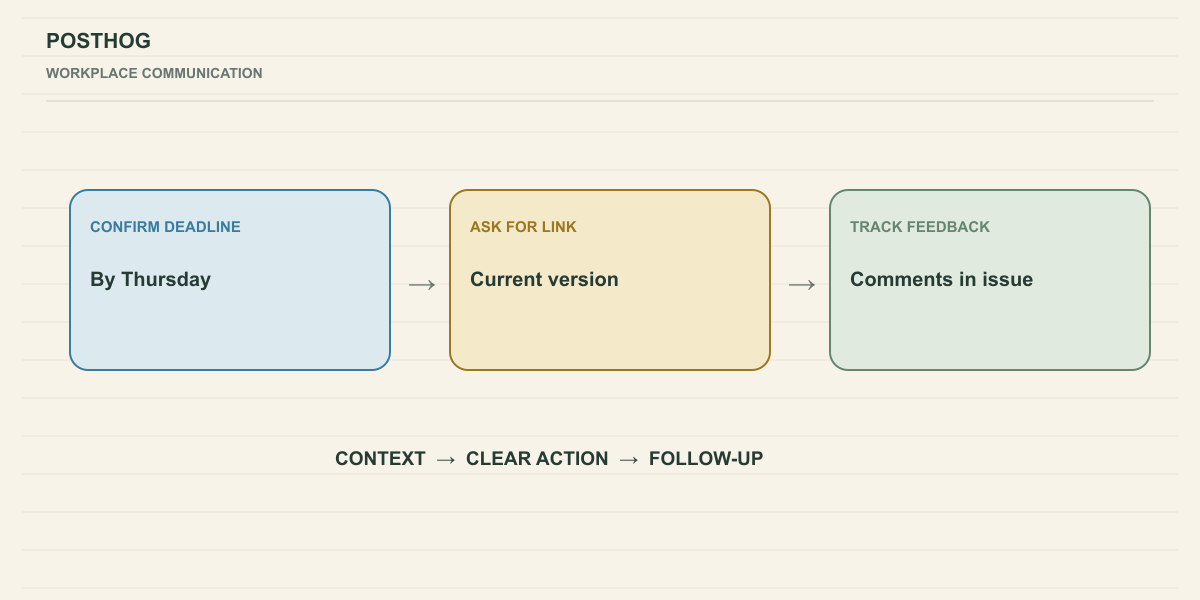 POSTHOG
WORKPLACE COMMUNICATION
CONFIRM DEADLINE
By Thursday
→
ASK FOR LINK
Current version
→
TRACK FEEDBACK
Comments in issue
CONTEXT → CLEAR ACTION → FOLLOW-UP